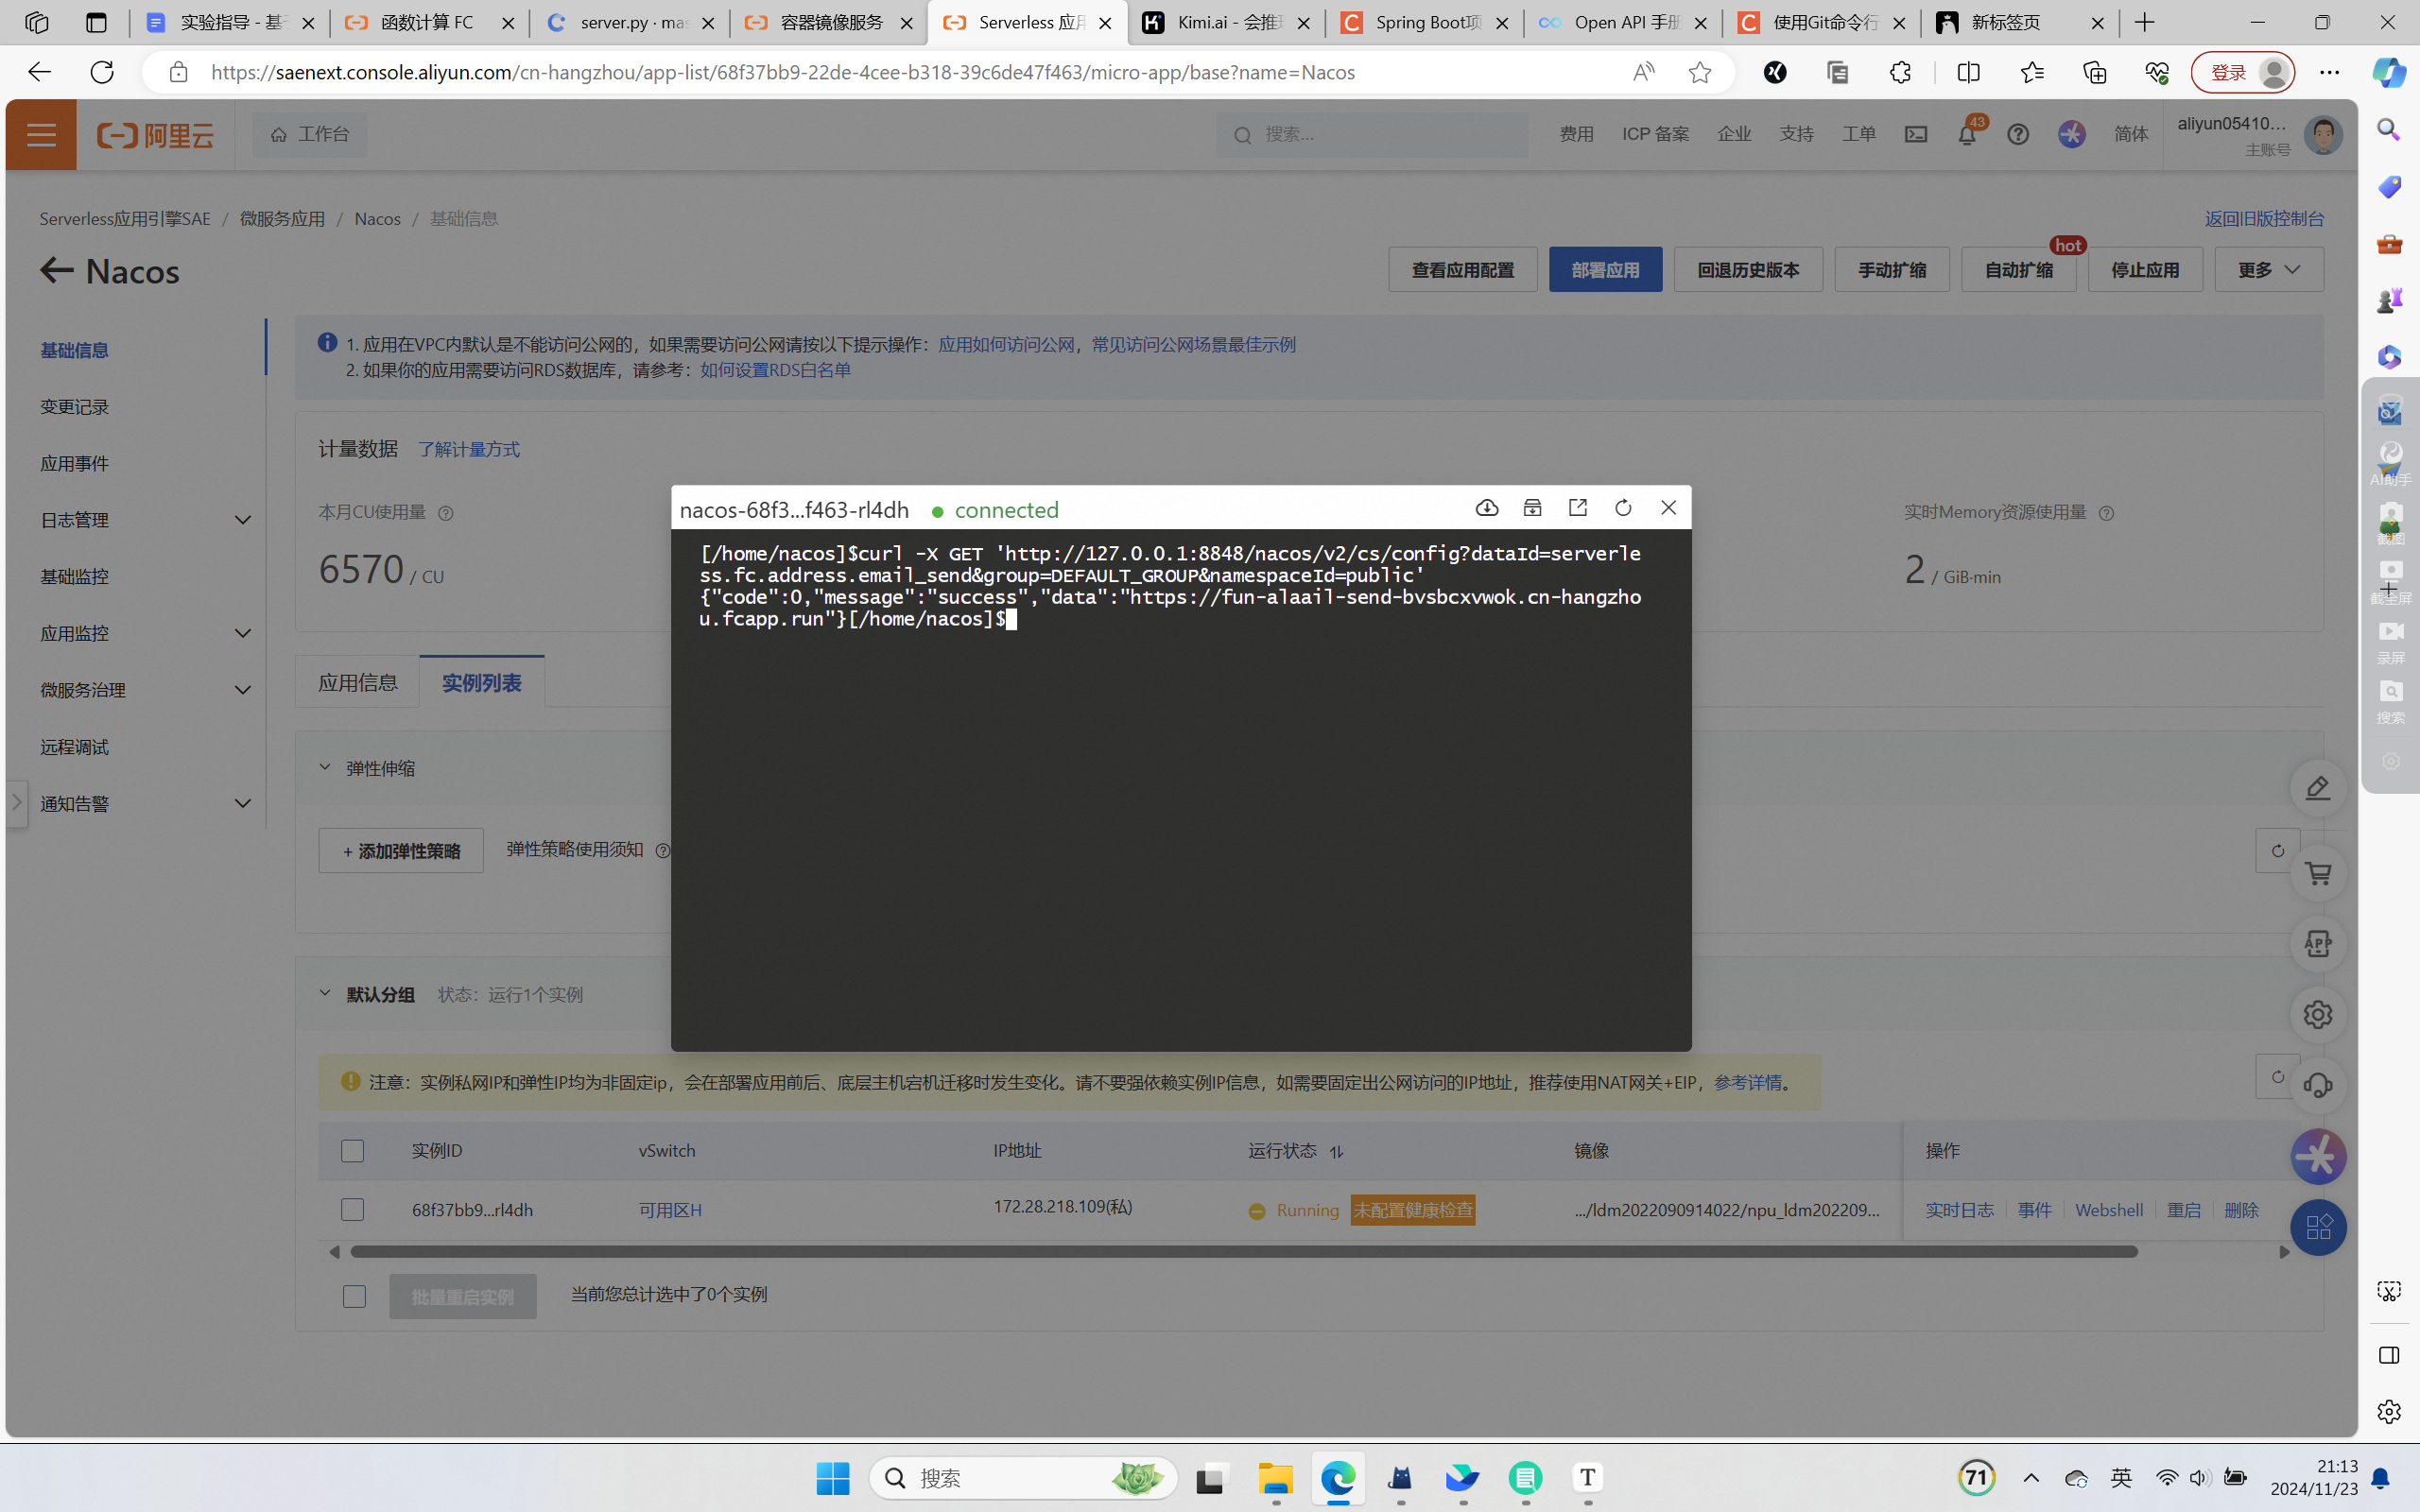 实验指导 - 基于
函数计算 FC
server.py · mas
容器镜像服务
Serverless 应用
Kimi.ai - 会推理
Spring Boot项
Open API 手册
使用Git命令行
新标签页
https://saenext.console.aliyun.com/cn-hangzhou/app-list/68f37bb9-22de-4cee-b318-39c6de47f463/micro-app/base?name=Nacos
登录
阿里云
工作台
搜索...
费用
ICP 备案
企业
支持
工单
43
简体
aliyun05410...
主账号
Serverless应用引擎SAE / 微服务应用 / Nacos / 基础信息
返回旧版控制台
Nacos
查看应用配置
部署应用
回退历史版本
手动扩缩
自动扩缩
hot
停止应用
更多
基础信息
变更记录
应用事件
日志管理
基础监控
应用监控
微服务治理
远程调试
通知告警
1. 应用在VPC内默认是不能访问公网的，如果需要访问公网请按以下提示操作：应用如何访问公网，常见访问公网场景最佳示例
2. 如果你的应用需要访问RDS数据库，请参考：如何设置RDS白名单
计量数据 了解计量方式
本月CU使用量
6570 / CU
实时Memory资源使用量
2 / GiB·min
nacos-68f3...f463-rl4dh
connected
[/home/nacos]$curl -X GET 'http://127.0.0.1:8848/nacos/v2/cs/config?dataId=serverle
ss.fc.address.email_send&group=DEFAULT_GROUP&namespaceId=public'
{"code":0,"message":"success","data":"https://fun-alaail-send-bvsbcxvwok.cn-hangzho
u.fcapp.run"}[/home/nacos]$
应用信息
实例列表
弹性伸缩
+ 添加弹性策略
弹性策略使用须知
默认分组 状态：运行1个实例
注意：实例私网IP和弹性IP均为非固定ip，会在部署应用前后、底层主机宕机迁移时发生变化。请不要强依赖实例IP信息，如需要固定出公网访问的IP地址，推荐使用NAT网关+EIP，参考详情。
实例ID
vSwitch
IP地址
运行状态
镜像
操作
68f37bb9...rl4dh
可用区H
172.28.218.109(私)
Running 未配置健康检查
.../ldm2022090914022/npu_ldm202209...
实时日志
事件
Webshell
重启
删除
批量重启实例
当前您总计选中了0个实例
AI助手
截图
截全屏
录屏
搜索
APP
搜索
71
英
21:13
2024/11/23